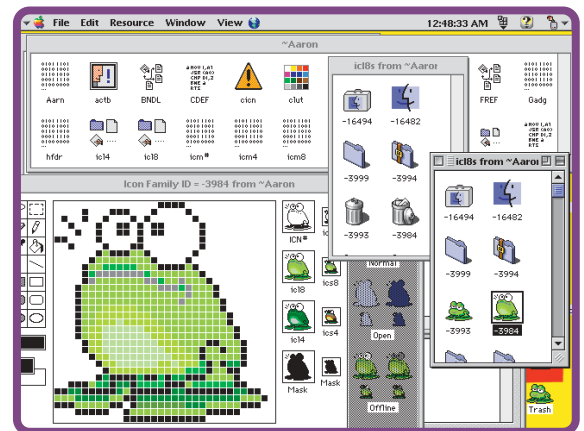 File Edit Resource Window View 12:48:33 AM
~Aaron
Aarn actb BNDL CDEF cicn clut FREF Gadg
hfdr icl4 icl8 icm# icm4 icm8
icl8s from ~Aaror
-16494 -16482
-3999 -3994
-3993 -3984
icl8s from ~Aaror
-16494 -16482
-3999 -3994
-3993 -3984
Icon Family ID = -3984 from ~Aaron
ICN#
icl8 ics8
icl4 ics4
Mask Mask
Normal
Open
Offline
Trash